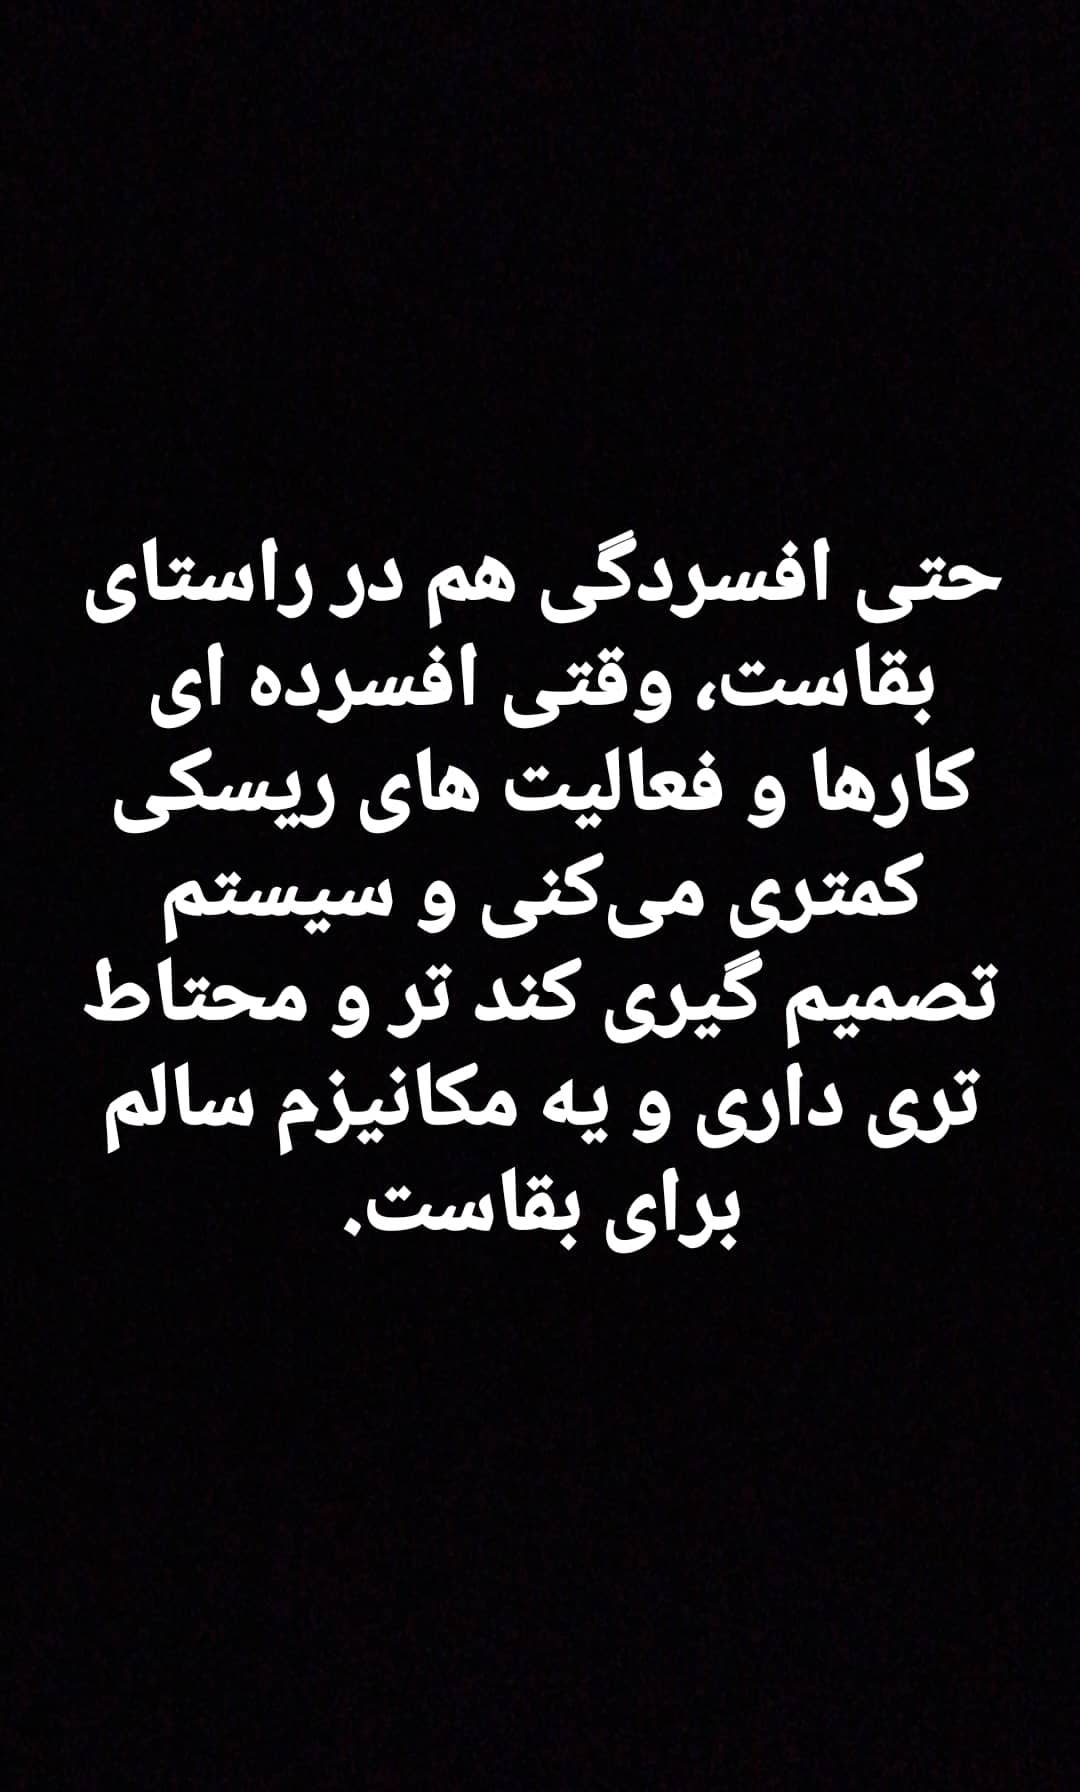 حتی افسردگی هم در راستای
بقاست، وقتی افسرده ای
کارها و فعالیت های ریسکی
کمتری می‌کنی و سیستم
تصمیم گیری کند تر و محتاط
تری داری و یه مکانیزم سالم
برای بقاست.